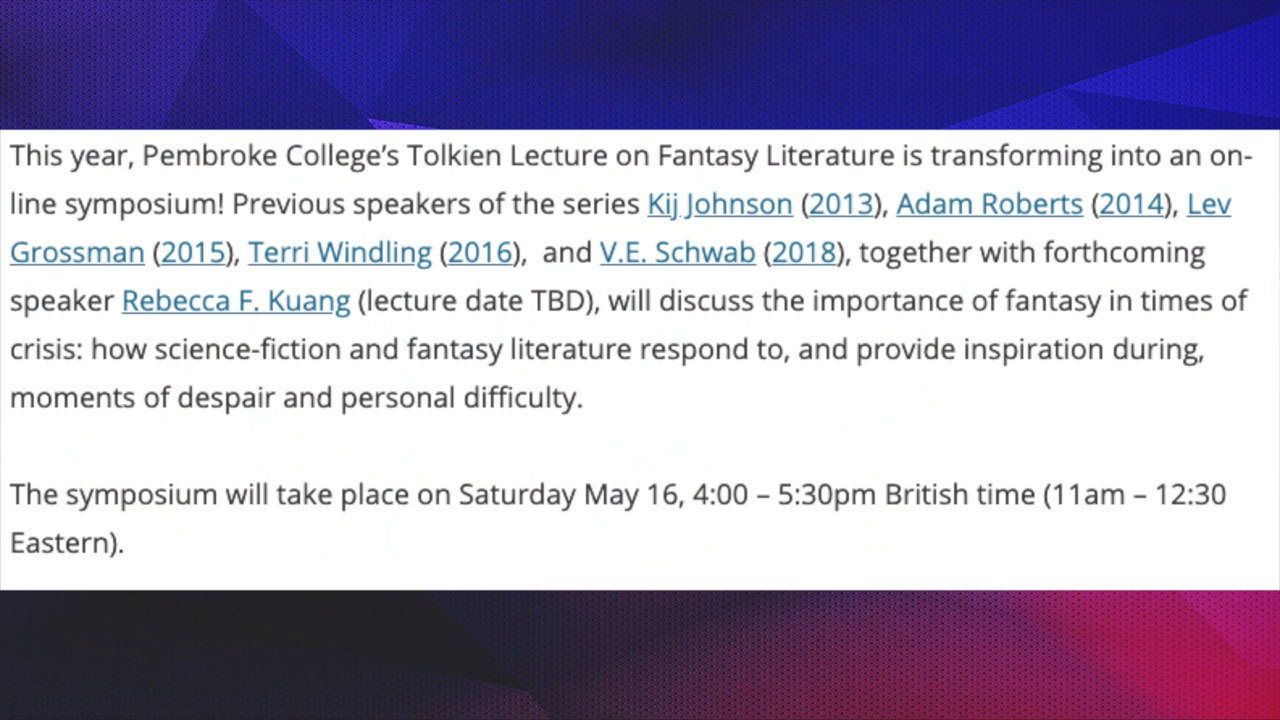 This year, Pembroke College’s Tolkien Lecture on Fantasy Literature is transforming into an on-
line symposium! Previous speakers of the series Kij Johnson (2013), Adam Roberts (2014), Lev
Grossman (2015), Terri Windling (2016),  and V.E. Schwab (2018), together with forthcoming
speaker Rebecca F. Kuang (lecture date TBD), will discuss the importance of fantasy in times of
crisis: how science-fiction and fantasy literature respond to, and provide inspiration during,
moments of despair and personal difficulty.
The symposium will take place on Saturday May 16, 4:00 – 5:30pm British time (11am – 12:30
Eastern).